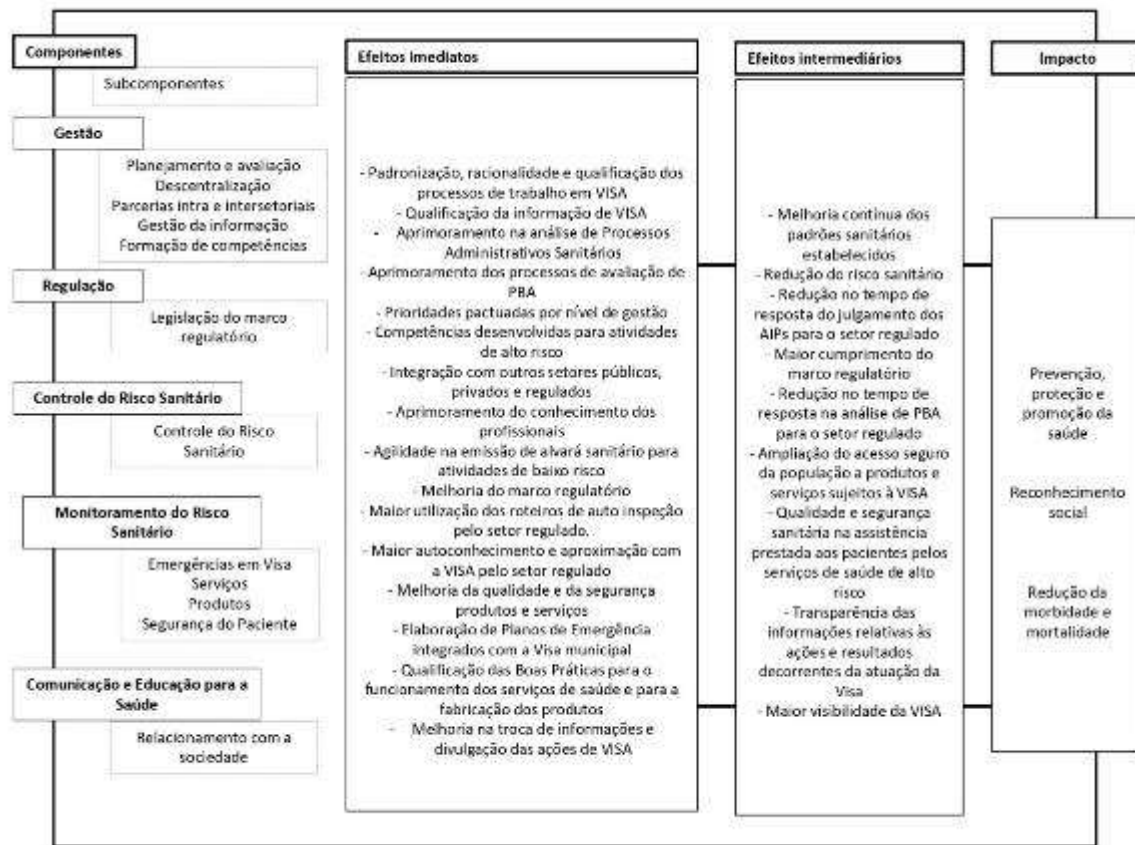 Componentes
Subcomponentes
Gestão
Planejamento e avaliação
Descentralização
Parcerias intra e intersetoriais
Gestão da informação
Formação de competências
Regulação
Legislação do marco
regulatório
Controle do Risco Sanitário
Controle do Risco
Sanitário
Monitoramento do Risco
Sanitário
Emergências em Visa
Serviços
Produtos
Segurança do Paciente
Comunicação e Educação para a
Saúde
Relacionamento com a
sociedade
Efeitos Imediatos
- Padronização, racionalidade e qualificação dos
processos de trabalho em VISA
- Qualificação da informação de VISA
- Aprimoramento na análise de Processos
Administrativos Sanitários
- Aprimoramento dos processos de avaliação de
PBA
- Prioridades pactuadas por nível de gestão
- Competências desenvolvidas para atividades
de alto risco
- Integração com outros setores públicos,
privados e regulados
- Aprimoramento do conhecimento dos
profissionais
- Agilidade na emissão de alvará sanitário para
atividades de baixo risco
- Melhoria do marco regulatório
- Maior utilização dos roteiros de auto inspeção
pelo setor regulado.
- Maior autoconhecimento e aproximação com
a VISA pelo setor regulado
- Melhoria da qualidade e da segurança
produtos e serviços
- Elaboração de Planos de Emergência
integrados com a Visa municipal
- Qualificação das Boas Práticas para o
funcionamento dos serviços de saúde e para a
fabricação dos produtos
- Melhoria na troca de informações e
divulgação das ações de VISA
Efeitos intermediários
- Melhoria contínua dos
padrões sanitários
estabelecidos
- Redução do risco sanitário
- Redução no tempo de
resposta do julgamento dos
AIPs para o setor regulado
- Maior cumprimento do
marco regulatório
- Redução no tempo de
resposta na análise de PBA
para o setor regulado
- Ampliação do acesso seguro
da população a produtos e
serviços sujeitos à VISA
- Qualidade e segurança
sanitária na assistência
prestada aos pacientes pelos
serviços de saúde de alto
risco
- Transparência das
informações relativas às
ações e resultados
decorrentes da atuação da
Visa
- Maior visibilidade da VISA
Impacto
Prevenção,
proteção e
promoção da
saúde
Reconhecimento
social
Redução da
morbidade e
mortalidade